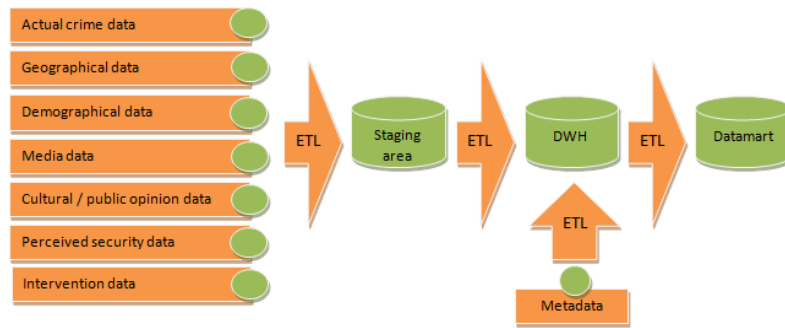 Actual crime data
Geographical data
Demographical data
Media data
Cultural / public opinion data
Perceived security data
Intervention data
ETL
Staging
area
ETL
DWH
ETL
Datamart
ETL
Metadata